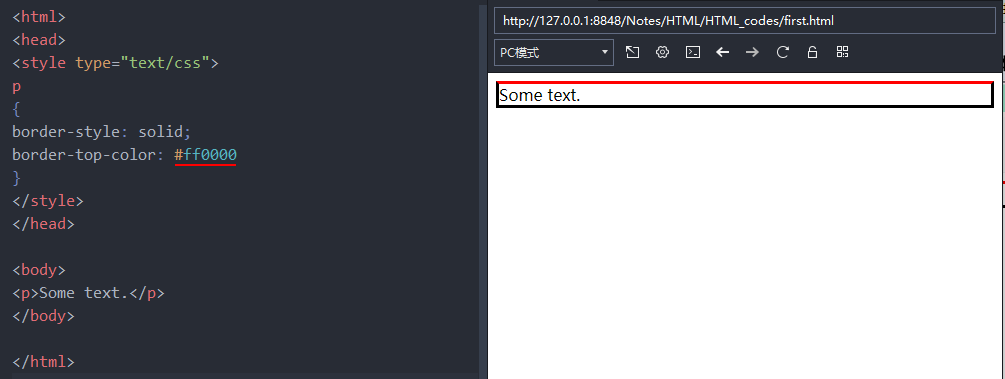 <html>
<head>
<style type="text/css">
p
{
border-style: solid;
border-top-color: #ff0000
}
</style>
</head>
<body>
<p>Some text.</p>
</body>
</html>
http://127.0.0.1:8848/Notes/HTML/HTML_codes/first.html
PC模式
Some text.